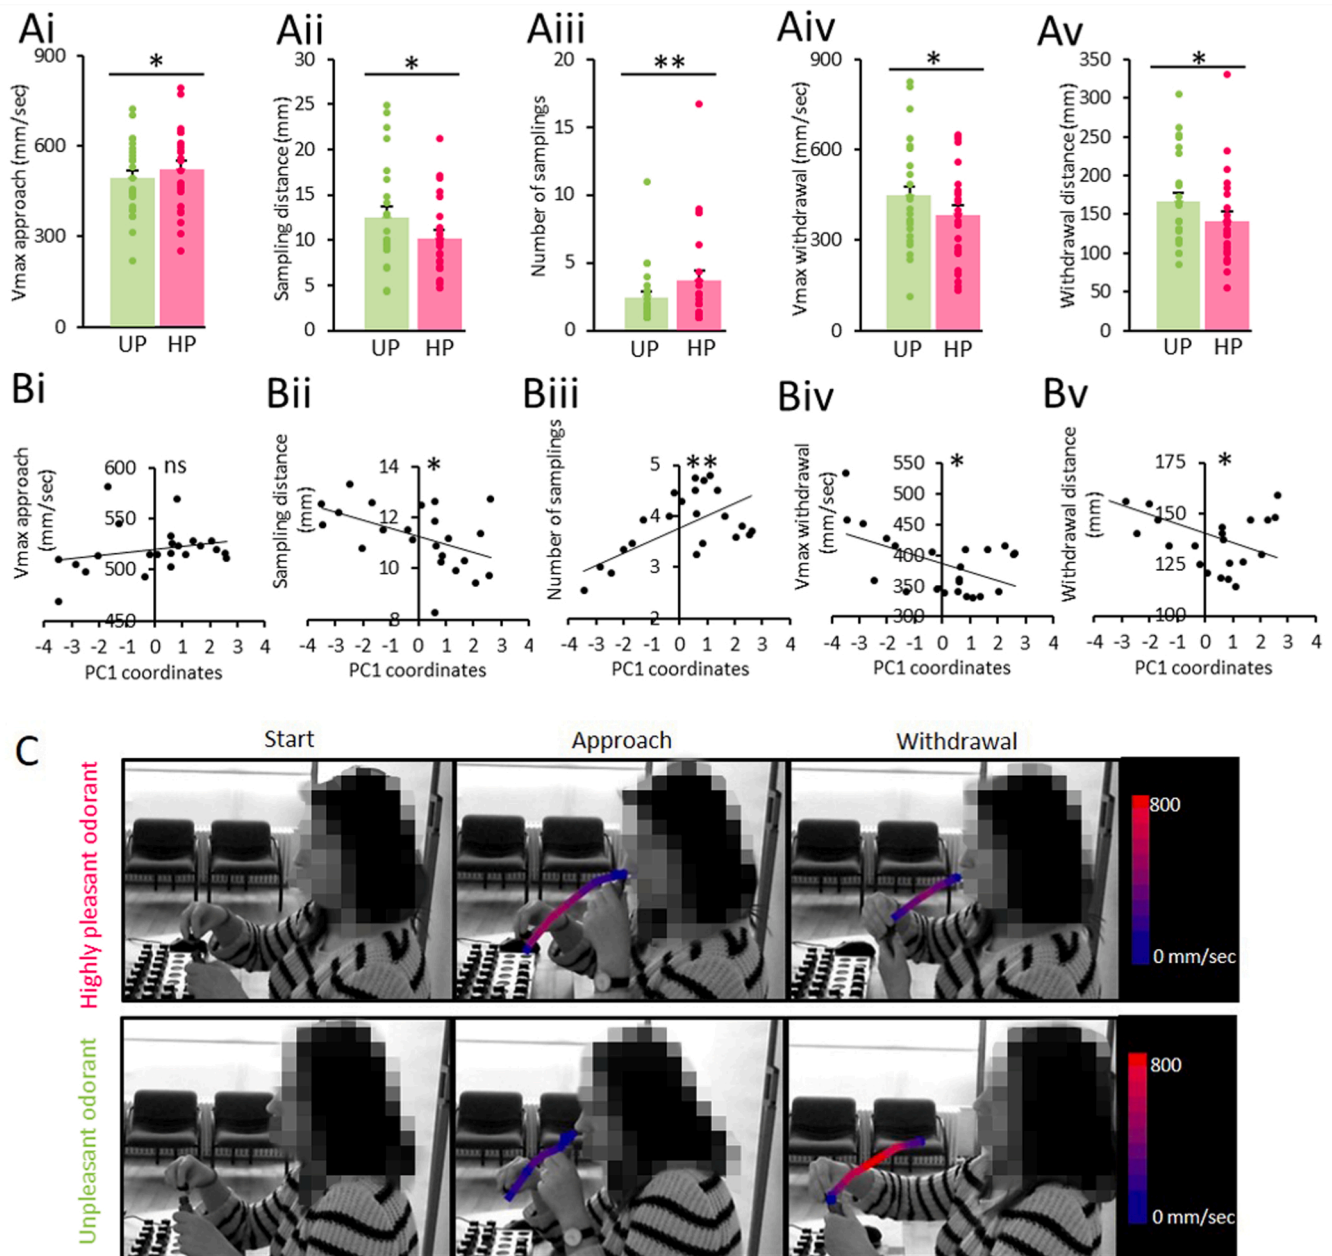 Ai
Vmax approach (mm/sec)
900
600
300
0
*
UP HP
Aii
Sampling distance (mm)
30
25
20
15
10
5
0
*
UP HP
Aiii
Number of samplings
20
15
10
5
0
**
UP HP
Aiv
Vmax withdrawal (mm/sec)
900
600
300
0
*
UP HP
Av
Withdrawal distance (mm)
350
300
250
200
150
100
50
0
*
UP HP
Bi
Vmax approach
(mm/sec)
600
550
500
450
ns
-4 -3 -2 -1 0 1 2 3 4
PC1 coordinates
Bii
Sampling distance
(mm)
14
12
10
8
*
-4 -3 -2 -1 0 1 2 3 4
PC1 coordinates
Biii
Number of samplings
5
4
3
2
**
-4 -3 -2 -1 0 1 2 3 4
PC1 coordinates
Biv
Vmax withdrawal
(mm/sec)
550
500
450
400
350
300
*
-4 -3 -2 -1 0 1 2 3 4
PC1 coordinates
Bv
Withdrawal distance
(mm)
175
150
125
100
*
-4 -3 -2 -1 0 1 2 3 4
PC1 coordinates
C
Start Approach Withdrawal
Highly pleasant odorant
800
0 mm/sec
Unpleasant odorant
800
0 mm/sec